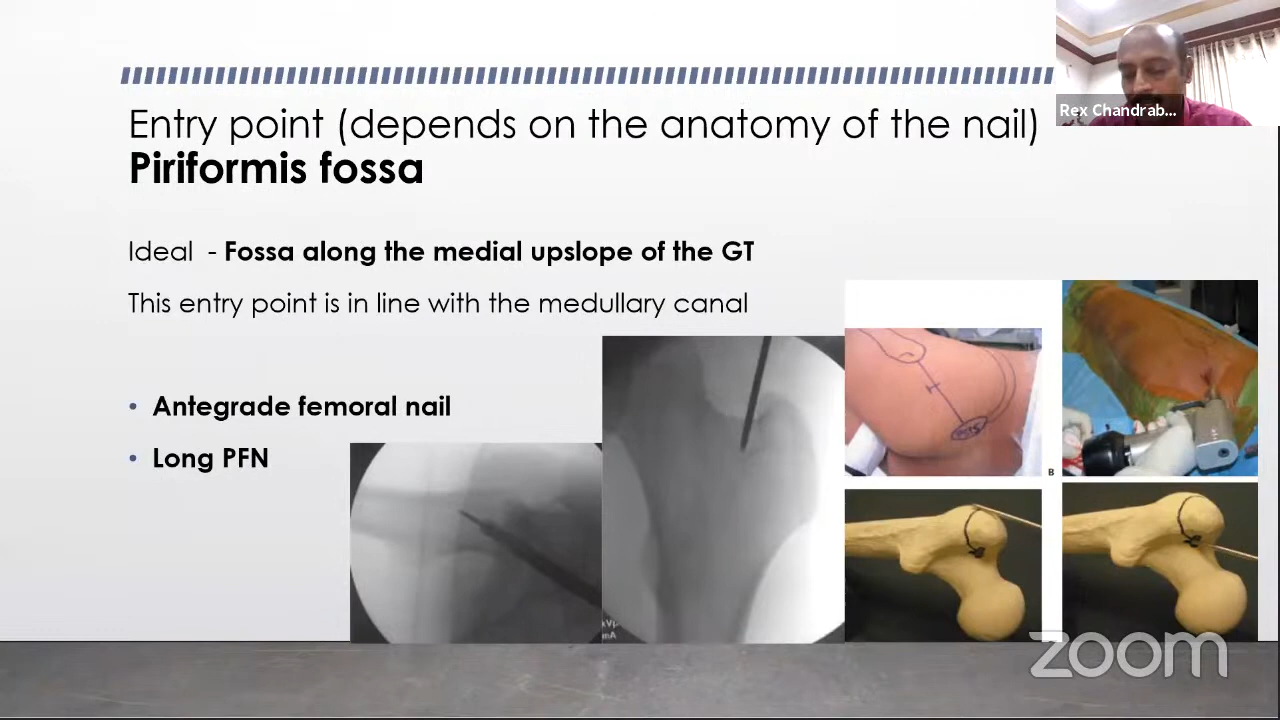 Entry point (depends on the anatomy of the nail)
Piriformis fossa
Ideal - Fossa along the medial upslope of the GT
This entry point is in line with the medullary canal
• Antegrade femoral nail
• Long PFN
Rex Chandrab...
B
mA
zoom